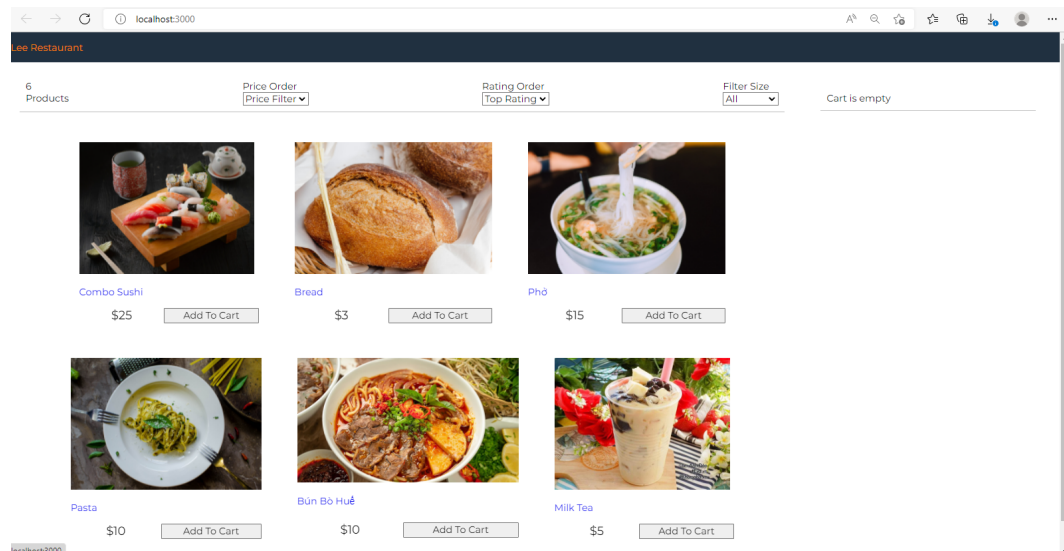 localhost:3000
Lee Restaurant
6
Products
Price Order
Price Filter
Rating Order
Top Rating
Filter Size
All
Cart is empty
Combo Sushi
$25 Add To Cart
Bread
$3 Add To Cart
Phở
$15 Add To Cart
Pasta
$10 Add To Cart
Bún Bò Huế
$10 Add To Cart
Milk Tea
$5 Add To Cart